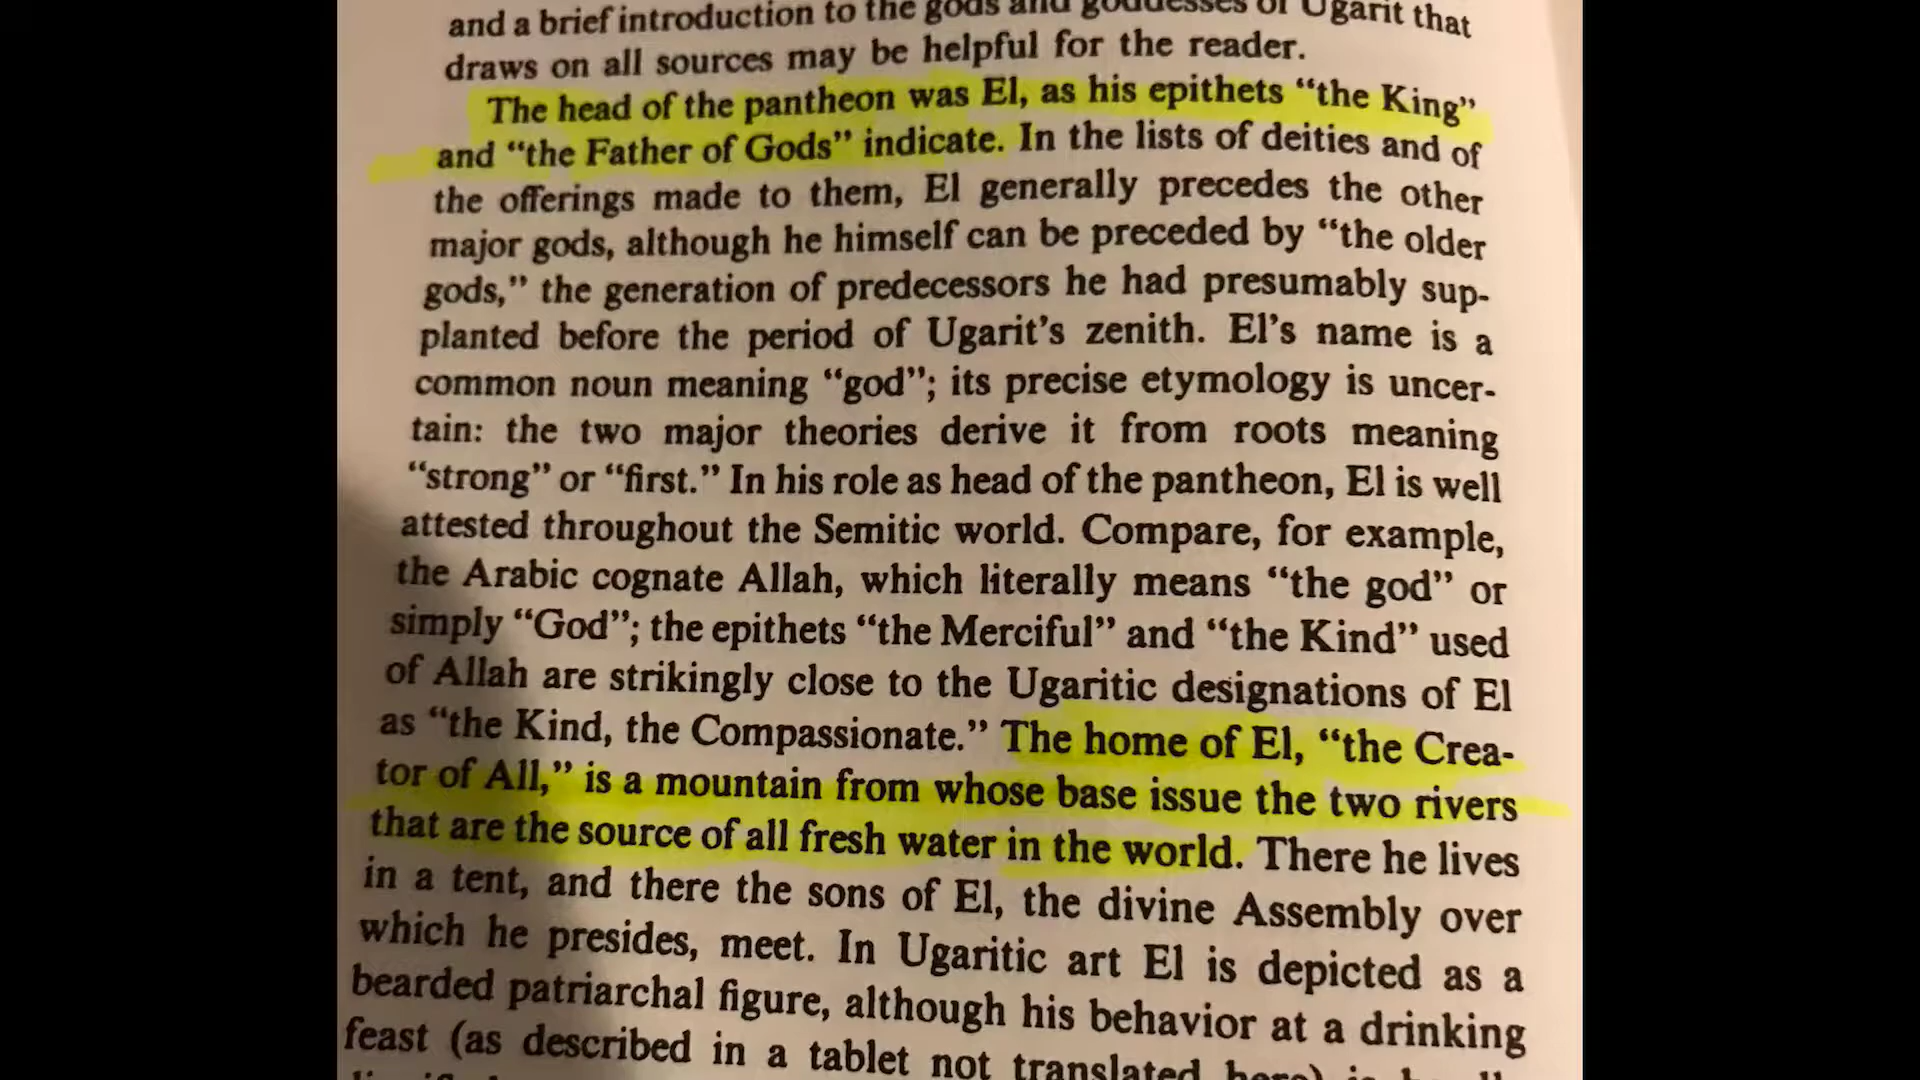 and a brief introduction to the gods and goddesses of Ugarit that
draws on all sources may be helpful for the reader.
The head of the pantheon was El, as his epithets “the King”
and “the Father of Gods” indicate. In the lists of deities and of
the offerings made to them, El generally precedes the other
major gods, although he himself can be preceded by “the older
gods,” the generation of predecessors he had presumably sup-
planted before the period of Ugarit’s zenith. El’s name is a
common noun meaning “god”; its precise etymology is uncer-
tain: the two major theories derive it from roots meaning
“strong” or “first.” In his role as head of the pantheon, El is well
attested throughout the Semitic world. Compare, for example,
the Arabic cognate Allah, which literally means “the god” or
simply “God”; the epithets “the Merciful” and “the Kind” used
of Allah are strikingly close to the Ugaritic designations of El
as “the Kind, the Compassionate.” The home of El, “the Crea-
tor of All,” is a mountain from whose base issue the two rivers
that are the source of all fresh water in the world. There he lives
in a tent, and there the sons of El, the divine Assembly over
which he presides, meet. In Ugaritic art El is depicted as a
bearded patriarchal figure, although his behavior at a drinking
feast (as described in a tablet not translated here) is